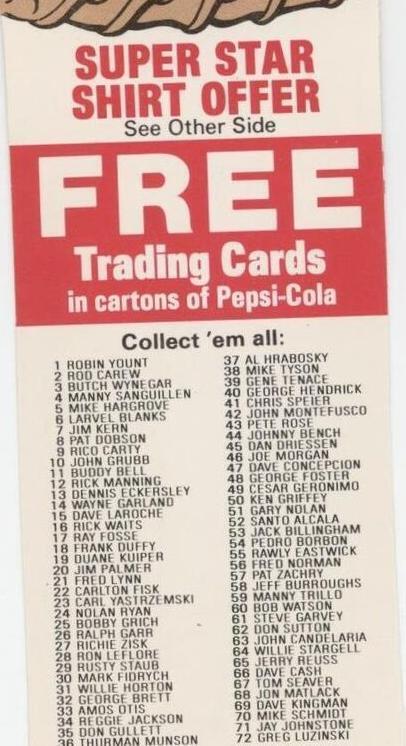 SUPER STAR
SHIRT OFFER
See Other Side
FREE
Trading Cards
in cartons of Pepsi-Cola
Collect 'em all:
1 ROBIN YOUNT
2 ROD CAREW
3 BUTCH WYNEGAR
4 MANNY SANGUILLEN
5 MIKE HARGROVE
6 LARVEL BLANKS
7 JIM KERN
8 PAT DOBSON
9 RICO CARTY
10 JOHN GRUBB
11 BUDDY BELL
12 RICK MANNING
13 DENNIS ECKERSLEY
14 WAYNE GARLAND
15 DAVE LAROCHE
16 RICK WAITS
17 RAY FOSSE
18 FRANK DUFFY
19 DUANE KUIPER
20 JIM PALMER
21 FRED LYNN
22 CARLTON FISK
23 CARL YASTRZEMSKI
24 NOLAN RYAN
25 BOBBY GRICH
26 RALPH GARR
27 RICHIE ZISK
28 RON LEFLORE
29 RUSTY STAUB
30 MARK FIDRYCH
31 WILLIE HORTON
32 GEORGE BRETT
33 AMOS OTIS
34 REGGIE JACKSON
35 DON GULLETT
36 THURMAN MUNSON
37 AL HRABOSKY
38 MIKE TYSON
39 GENE TENACE
40 GEORGE HENDRICK
41 CHRIS SPEIER
42 JOHN MONTEFUSCO
43 PETE ROSE
44 JOHNNY BENCH
45 DAN DRIESSEN
46 JOE MORGAN
47 DAVE CONCEPCION
48 GEORGE FOSTER
49 CESAR GERONIMO
50 KEN GRIFFEY
51 GARY NOLAN
52 SANTO ALCALA
53 JACK BILLINGHAM
54 PEDRO BORBON
55 RAWLY EASTWICK
56 FRED NORMAN
57 PAT ZACHRY
58 JEFF BURROUGHS
59 MANNY TRILLO
60 BOB WATSON
61 STEVE GARVEY
62 DON SUTTON
63 JOHN CANDELARIA
64 WILLIE STARGELL
65 JERRY REUSS
66 DAVE CASH
67 TOM SEAVER
68 JON MATLACK
69 DAVE KINGMAN
70 MIKE SCHMIDT
71 JAY JOHNSTONE
72 GREG LUZINSKI